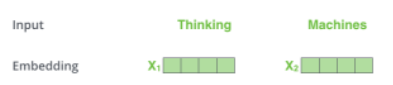 Input Thinking Machines
Embedding X₁ X₂